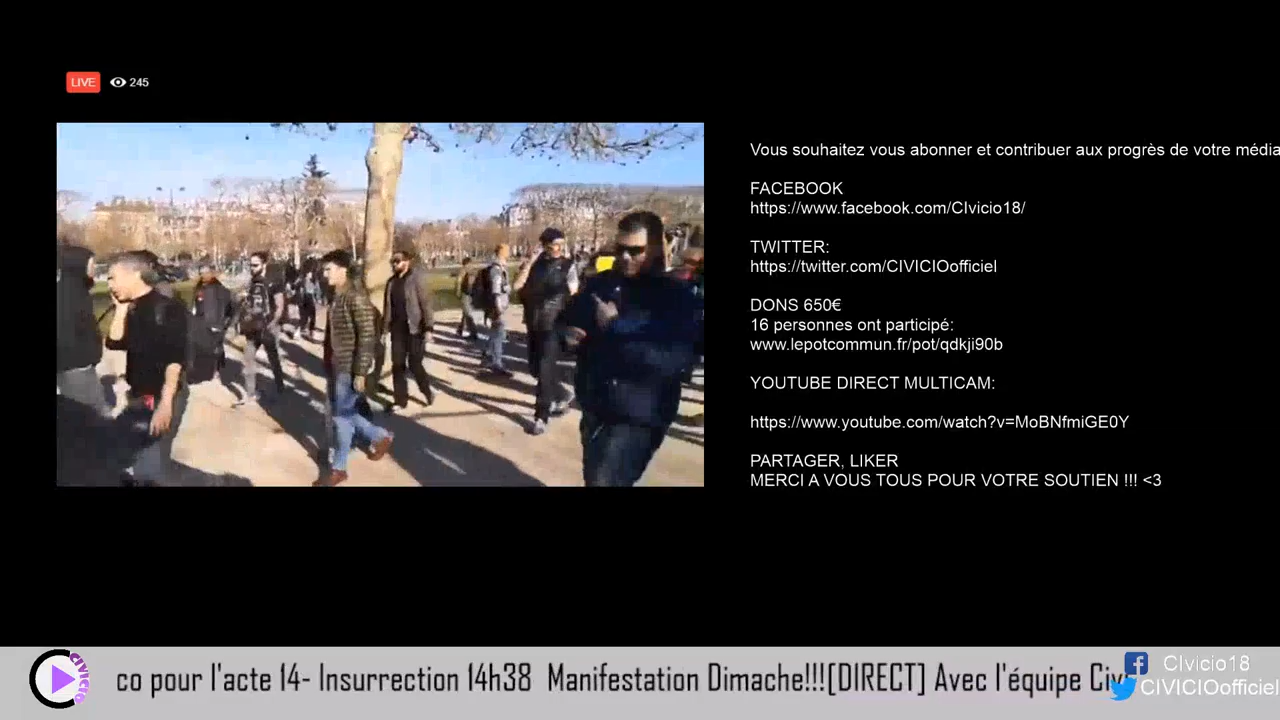 LIVE 245
Vous souhaitez vous abonner et contribuer aux progrès de votre média
FACEBOOK
https://www.facebook.com/CIvicio18/
TWITTER:
https://twitter.com/CIVICIOofficiel
DONS 650€
16 personnes ont participé:
www.lepotcommun.fr/pot/qdkji90b
YOUTUBE DIRECT MULTICAM:
https://www.youtube.com/watch?v=MoBNfmiGE0Y
PARTAGER, LIKER
MERCI A VOUS TOUS POUR VOTRE SOUTIEN !!! <3
CIVICIO
co pour l'acte 14- Insurrection 14h38 Manifestation Dimache!!![DIRECT] Avec l'équipe Civ
CIvicio18
CIVICIOofficiel